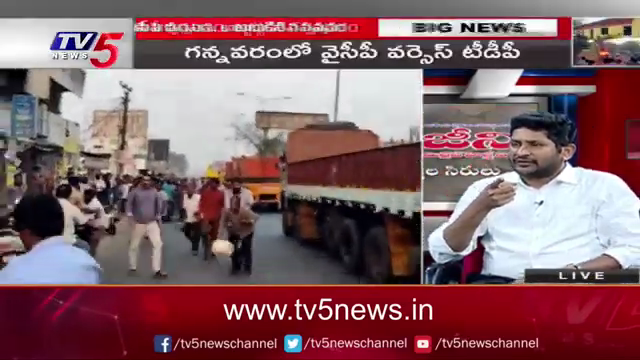 TV5
NEWS
BIG NEWS
గన్నవరంలో వైసీపీ వర్సెస్ టీడీపీ
ల సిరులు
LIVE
www.tv5news.in
/tv5newschannel
/tv5newschannel
/tv5newschannel